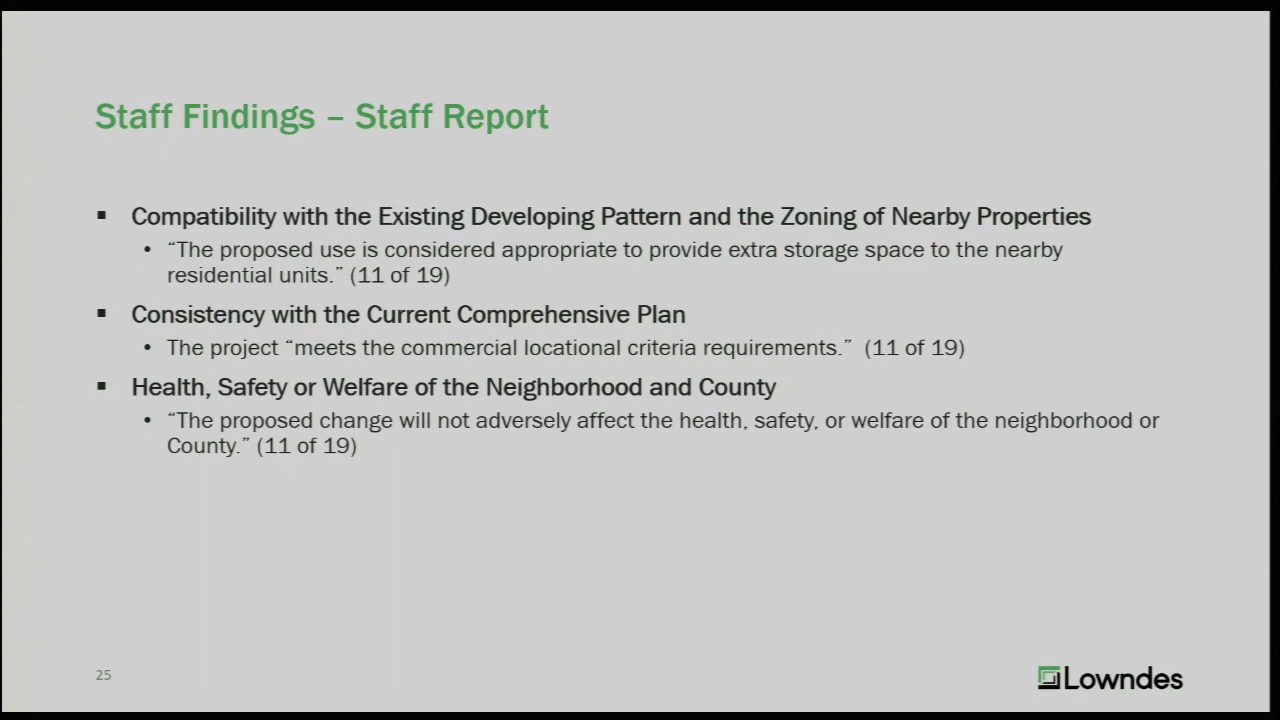 Staff Findings – Staff Report
▪ Compatibility with the Existing Developing Pattern and the Zoning of Nearby Properties
• “The proposed use is considered appropriate to provide extra storage space to the nearby
residential units.” (11 of 19)
▪ Consistency with the Current Comprehensive Plan
• The project “meets the commercial locational criteria requirements.” (11 of 19)
▪ Health, Safety or Welfare of the Neighborhood and County
• “The proposed change will not adversely affect the health, safety, or welfare of the neighborhood or
County.” (11 of 19)
25
Lowndes